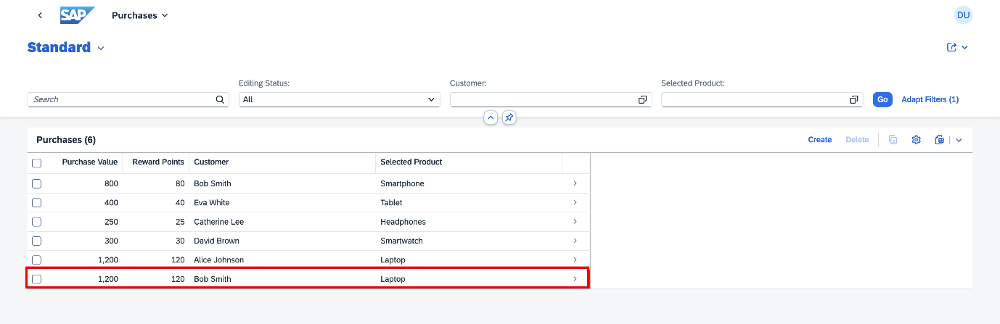 SAP Purchases DU
Standard
Editing Status: Customer: Selected Product:
Search All Go Adapt Filters (1)
Purchases (6) Create Delete
Purchase Value Reward Points Customer Selected Product
800 80 Bob Smith Smartphone
400 40 Eva White Tablet
250 25 Catherine Lee Headphones
300 30 David Brown Smartwatch
1,200 120 Alice Johnson Laptop
1,200 120 Bob Smith Laptop